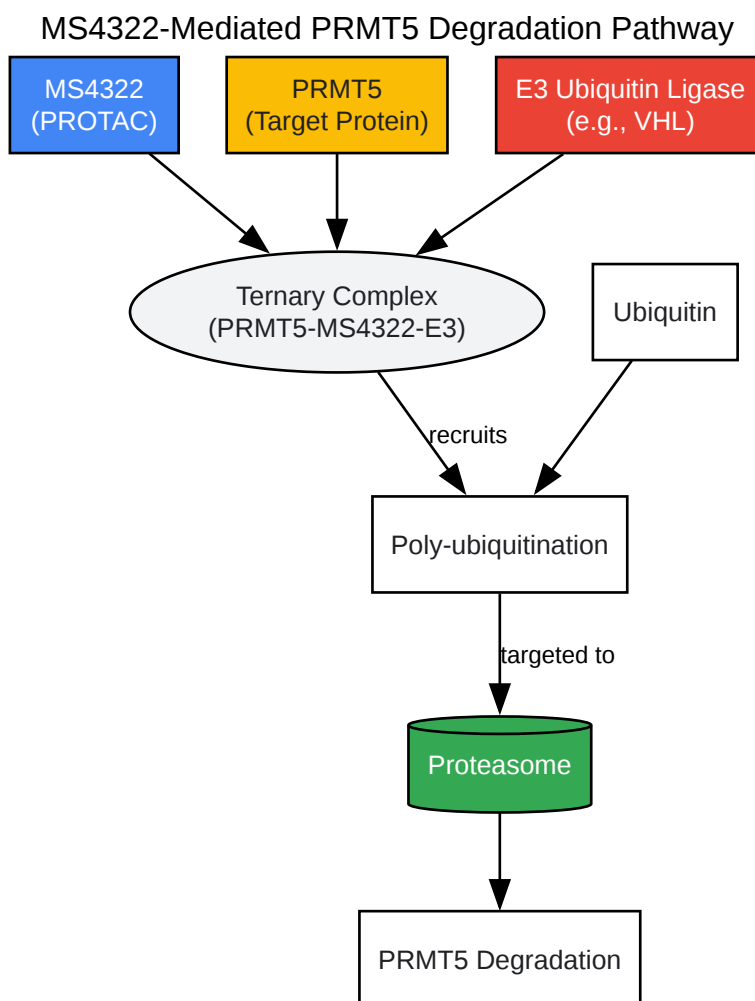 MS4322-Mediated PRMT5 Degradation Pathway
MS4322
(PROTAC)
PRMT5
(Target Protein)
E3 Ubiquitin Ligase
(e.g., VHL)
Ternary Complex
(PRMT5-MS4322-E3)
Ubiquitin
recruits
Poly-ubiquitination
targeted to
Proteasome
PRMT5 Degradation